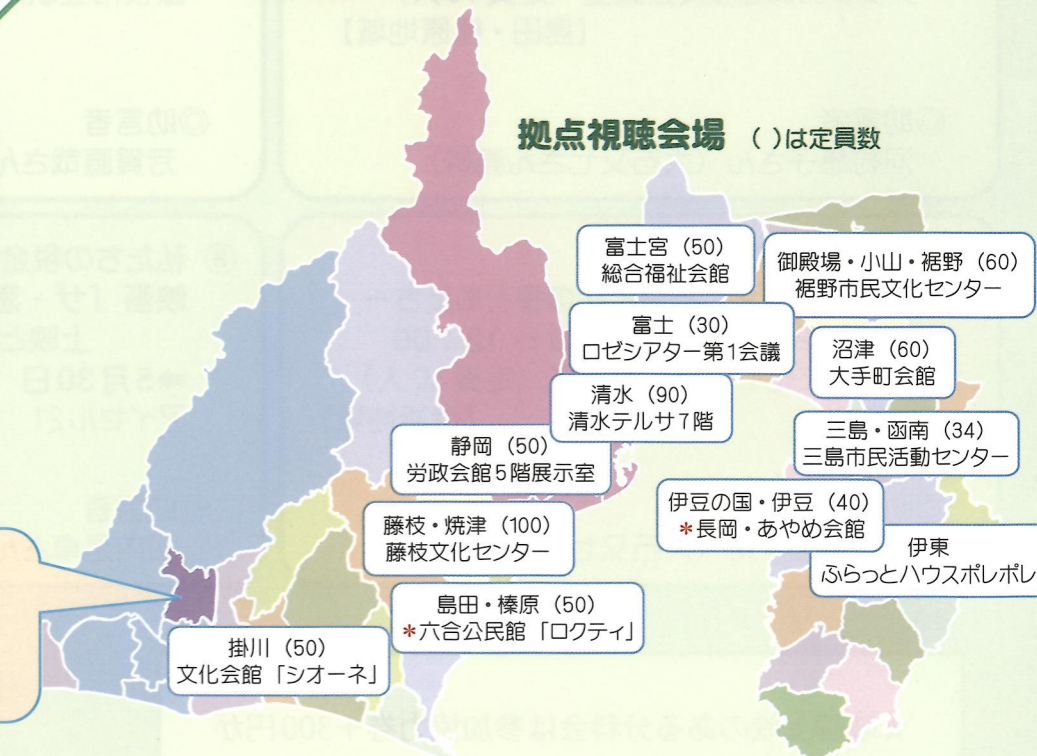 拠点視聴会場 ( )は定員数
富士宮（50）
総合福祉会館
御殿場・小山・裾野（60）
裾野市民文化センター
富士（30）
ロゼシアター第1会議
沼津（60）
大手町会館
清水（90）
清水テルサ7階
三島・函南（34）
三島市民活動センター
静岡（50）
労政会館5階展示室
伊豆の国・伊豆（40）
*長岡・あやめ会館
藤枝・焼津（100）
藤枝文化センター
伊東
ふらっとハウスポレポレ
島田・榛原（50）
*六合公民館「ロクティ」
掛川（50）
文化会館「シオーネ」